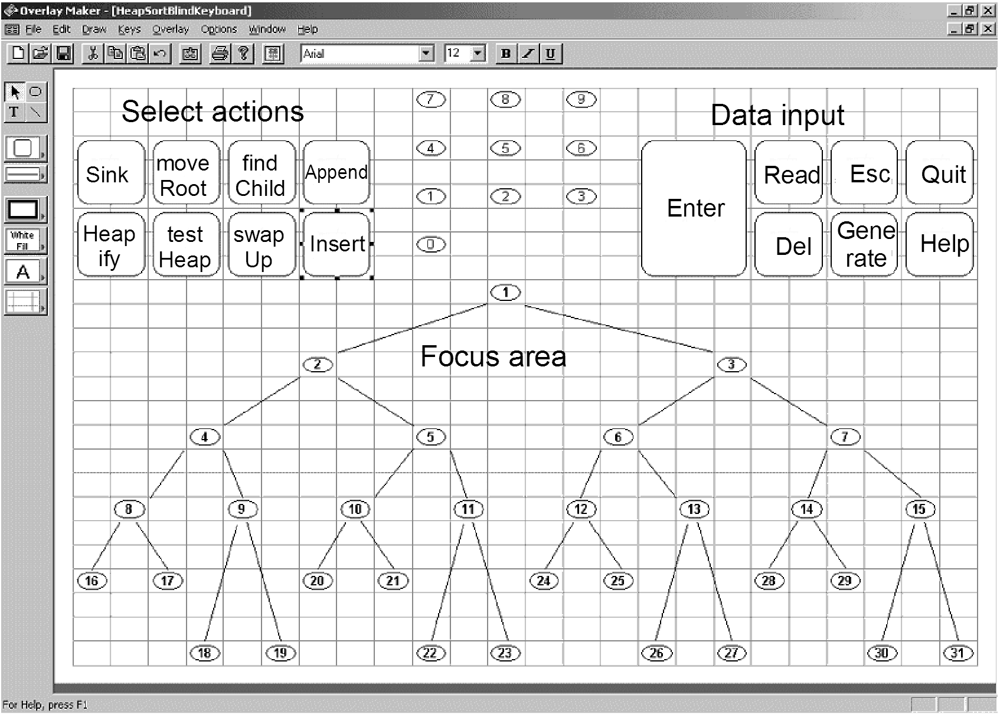 Overlay Maker - [HeapSortBlindKeyboard]
File Edit Draw Keys Overlay Options Window Help
Arial 12 B I U
T
White
Fill
A
Select actions
Sink
move
Root
find
Child
Append
Heap
ify
test
Heap
swap
Up
Insert
7 8 9
4 5 6
1 2 3
0
Data input
Enter
Read
Esc
Quit
Del
Gene
rate
Help
1
Focus area
2 3
4 5 6 7
8 9 10 11 12 13 14 15
16 17 20 21 24 25 28 29
18 19 22 23 26 27 30 31
For Help, press F1